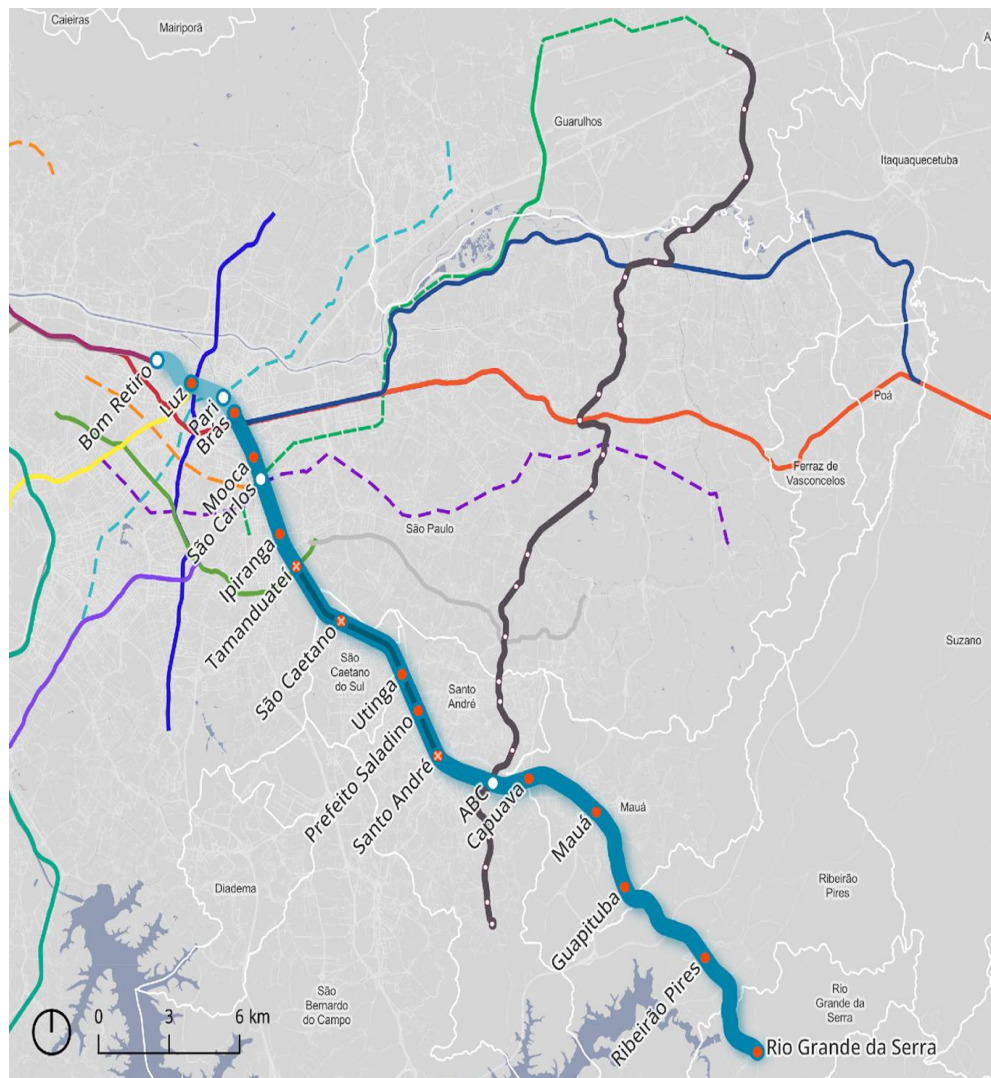 Caieiras
Mairiporã
A
Guarulhos
Itaquaquecetuba
Bom Retiro
Luz
Pari
Brás
Poá
Mooca
São Carlos
Ferraz de
Vasconcelos
São Paulo
Ipiranga
Tamanduateí
São Caetano
São
Caetano
do Sul
Suzano
Utinga
Santo
André
Prefeito Saladino
Santo André
ABC
Capuava
Mauá
Mauá
Diadema
Guapituba
Ribeirão
Pires
São
Bernardo
do Campo
Ribeirão Pires
Rio
Grande da
Serra
0 3 6 km
Rio Grande da Serra